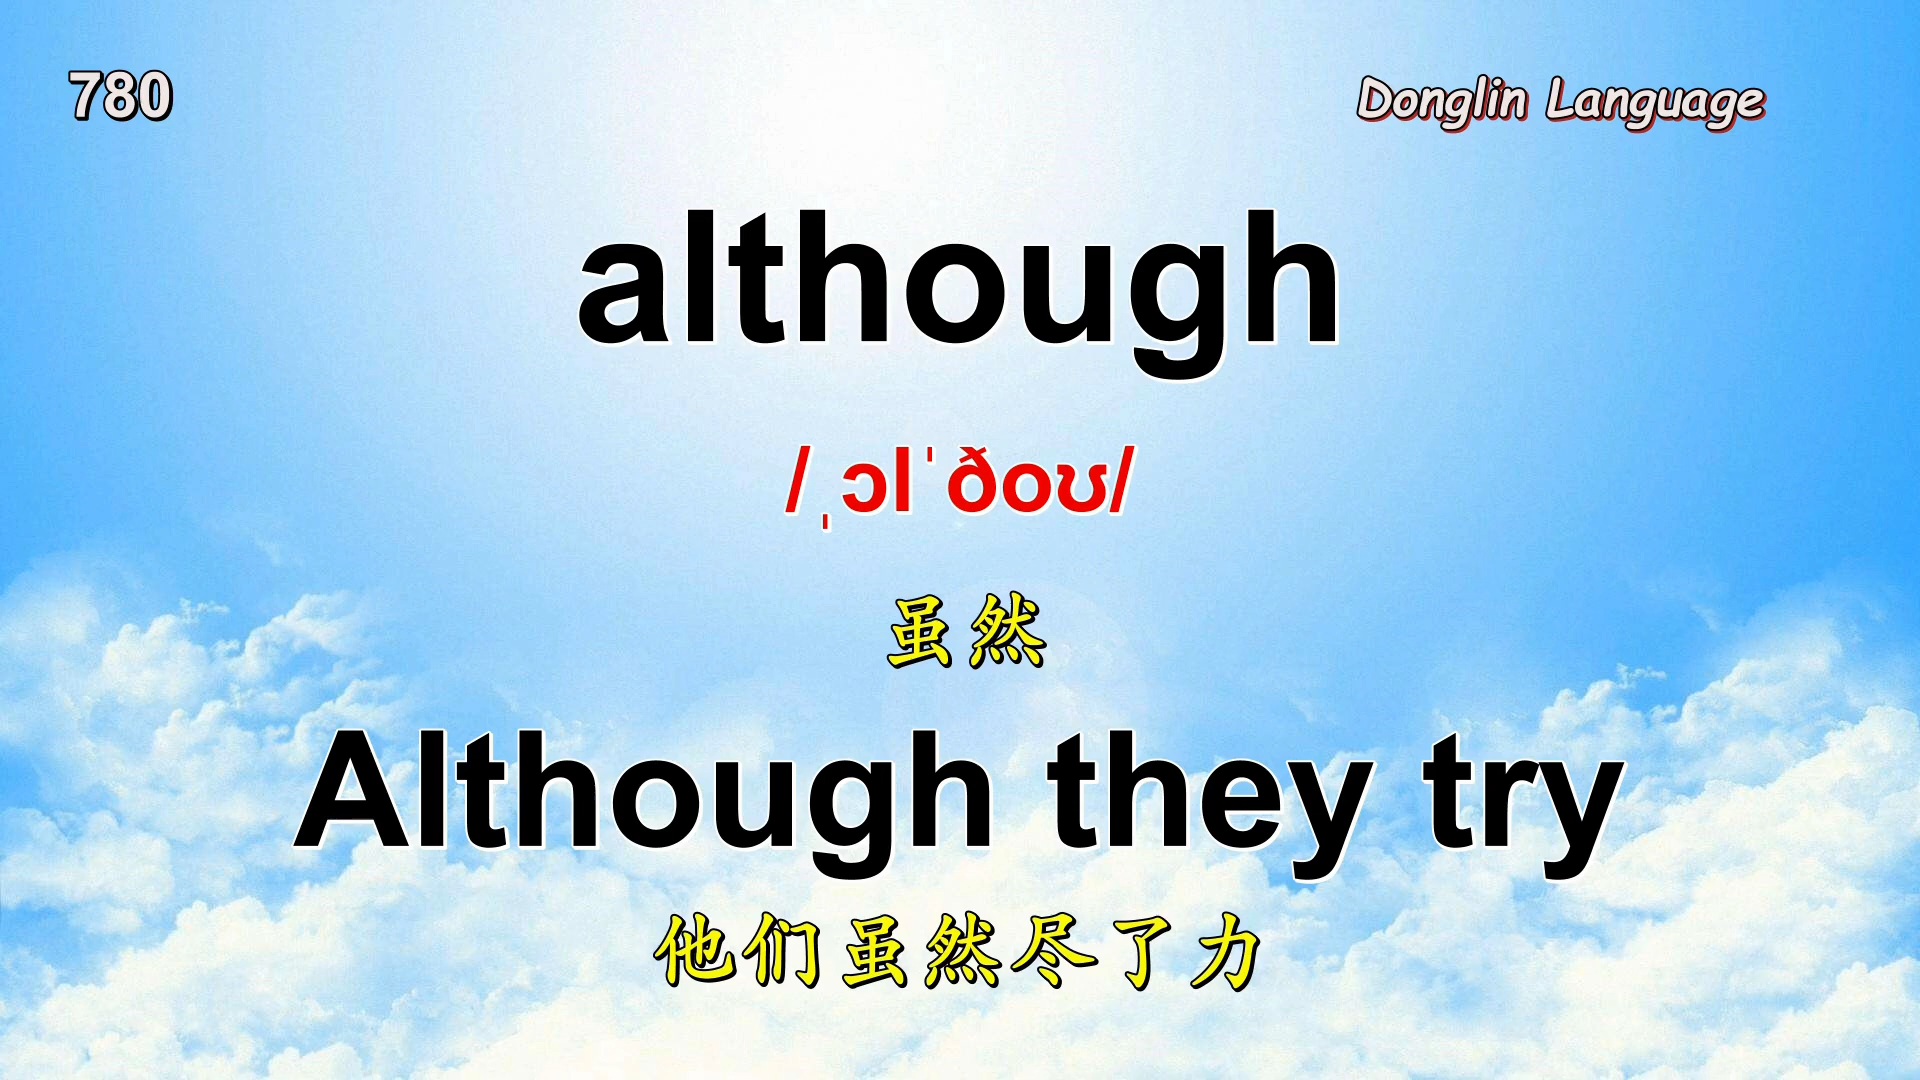 780
Donglin Language
although
/ˌɔlˈðoʊ/
虽然
Although they try
他们虽然尽了力